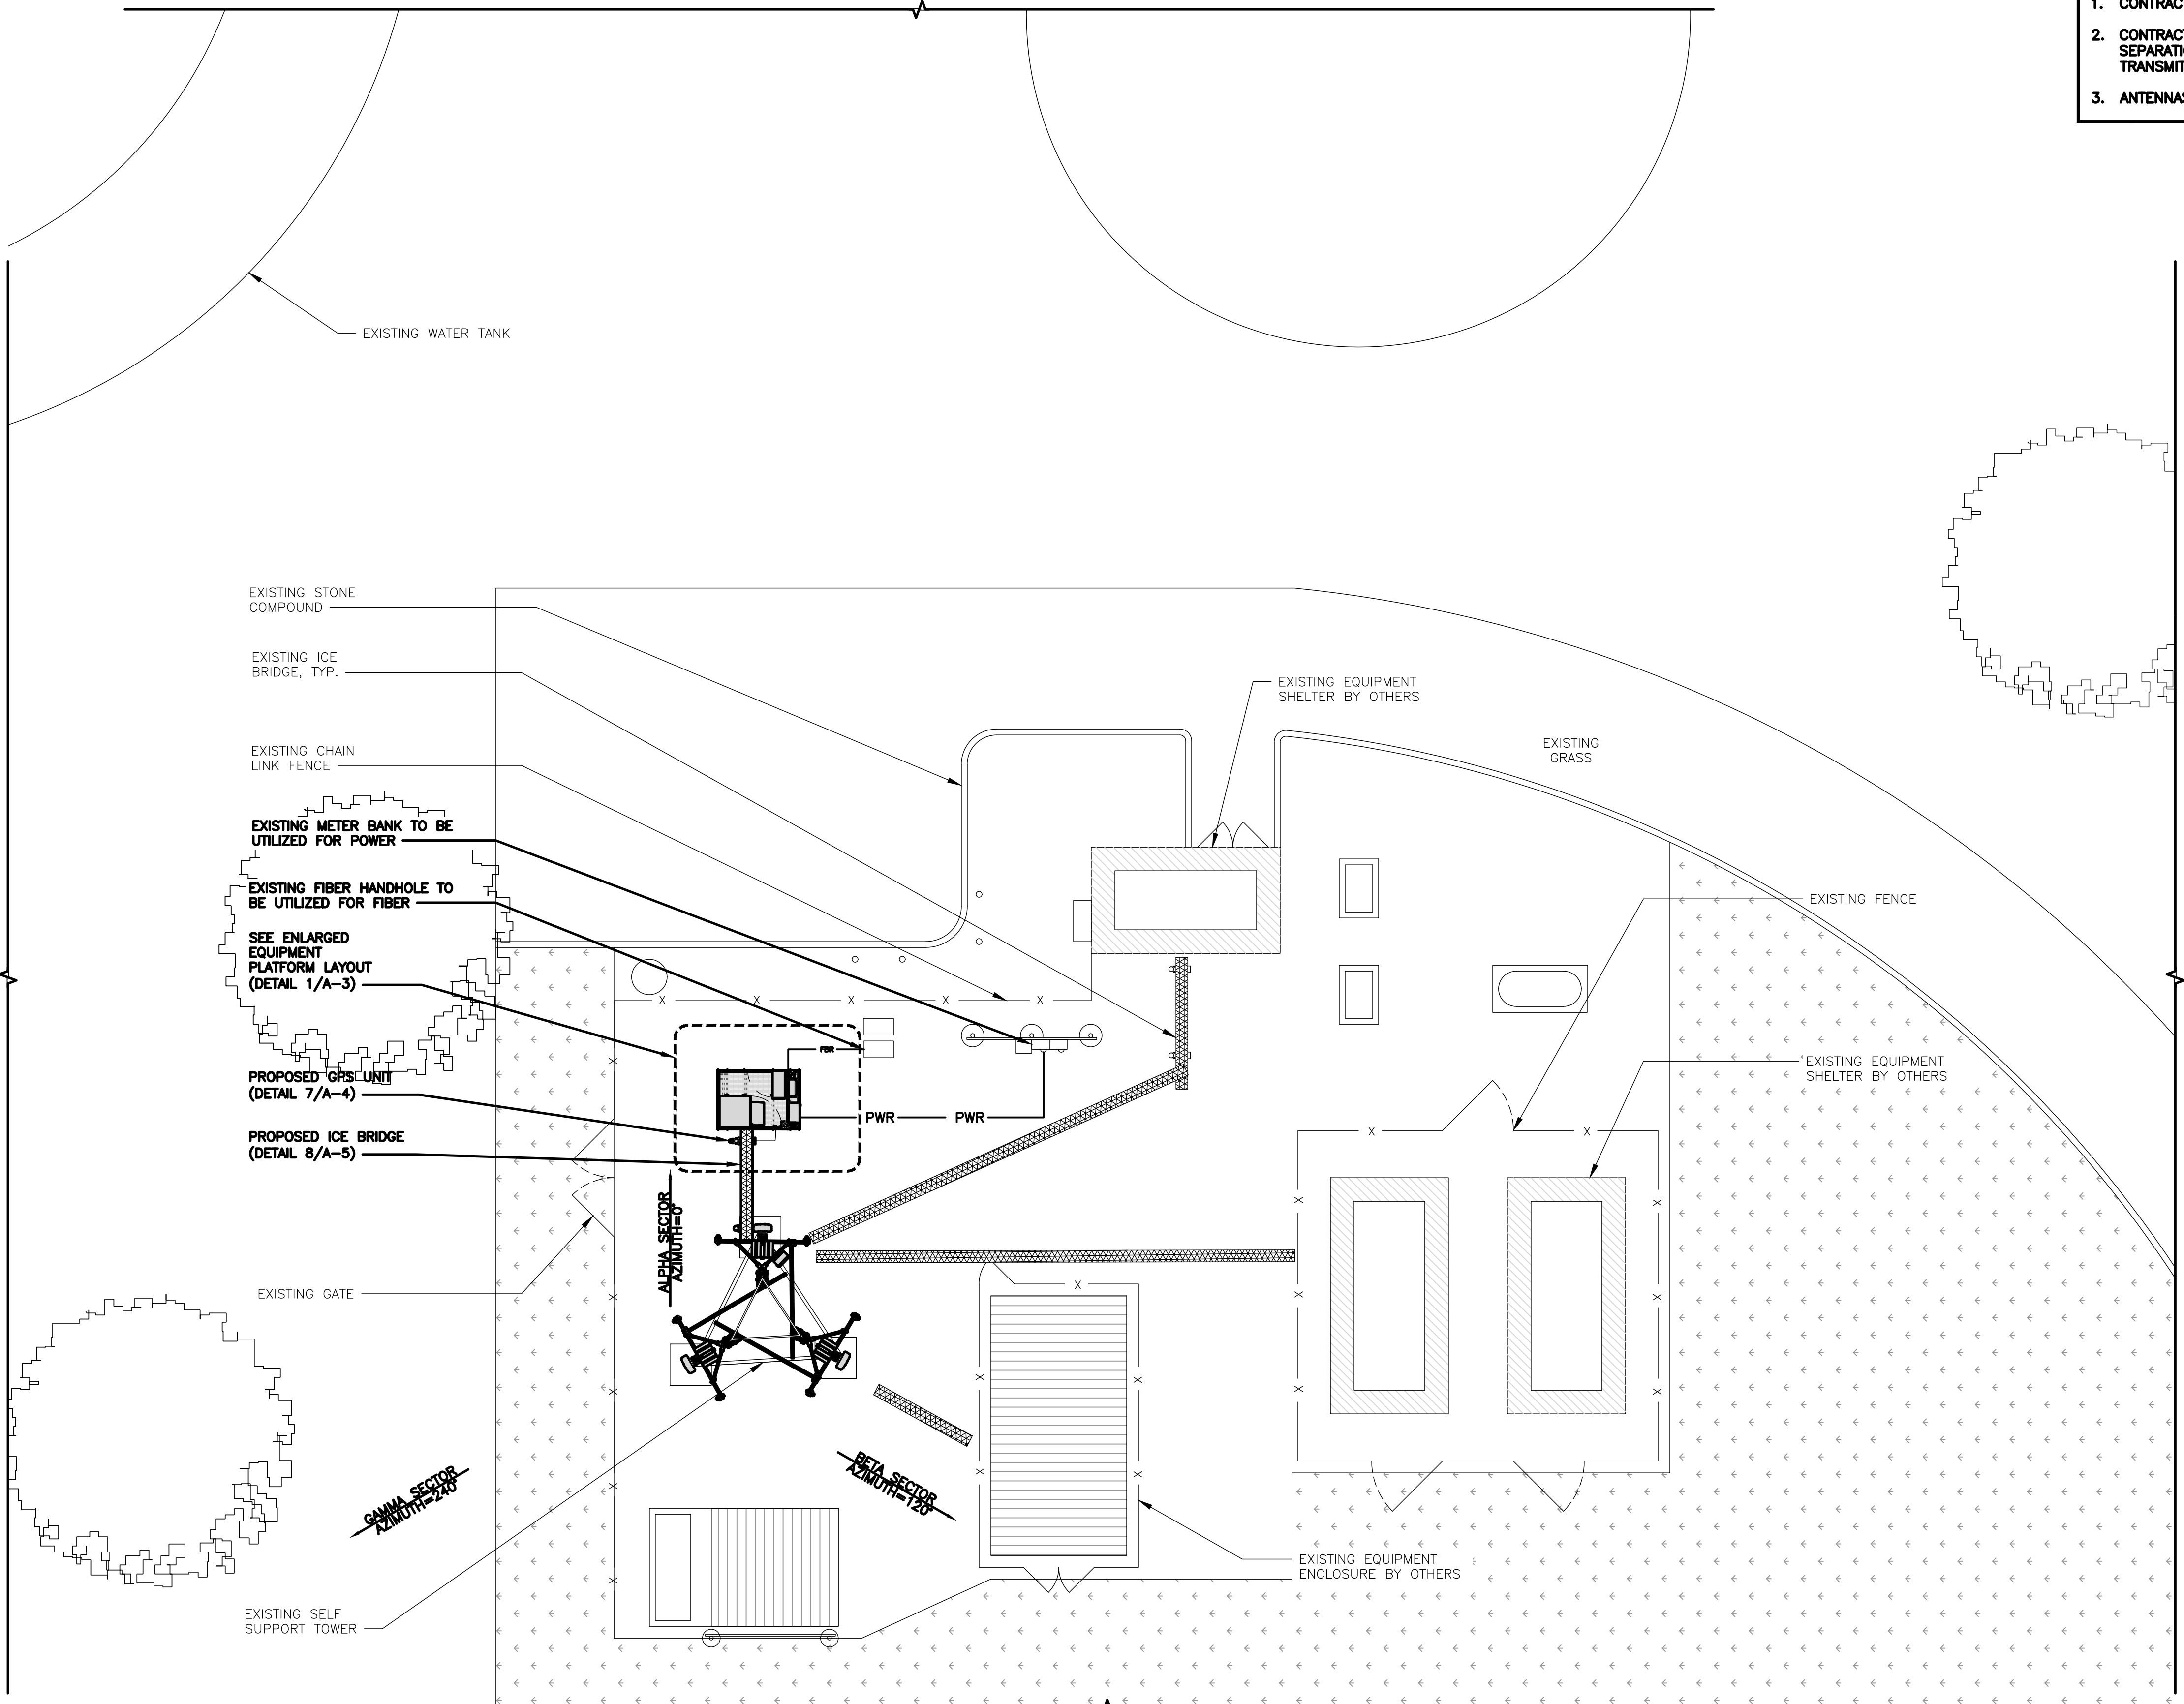 1. CONTRAC
2. CONTRACT
SEPARATI
TRANSMIT
3. ANTENNAS
EXISTING WATER TANK
EXISTING STONE
COMPOUND
EXISTING ICE
BRIDGE, TYP.
EXISTING EQUIPMENT
SHELTER BY OTHERS
EXISTING CHAIN
LINK FENCE
EXISTING
GRASS
EXISTING METER BANK TO BE
UTILIZED FOR POWER
EXISTING FIBER HANDHOLE TO
BE UTILIZED FOR FIBER
EXISTING FENCE
SEE ENLARGED
EQUIPMENT
PLATFORM LAYOUT
(DETAIL 1/A-3)
FBR
EXISTING EQUIPMENT
SHELTER BY OTHERS
PROPOSED GPS UNIT
(DETAIL 7/A-4)
PWR PWR
PROPOSED ICE BRIDGE
(DETAIL 8/A-5)
ALPHA SECTOR
AZIMUTH=0°
EXISTING GATE
GAMMA SECTOR
AZIMUTH=240°
BETA SECTOR
AZIMUTH=120°
EXISTING EQUIPMENT
ENCLOSURE BY OTHERS
EXISTING SELF
SUPPORT TOWER